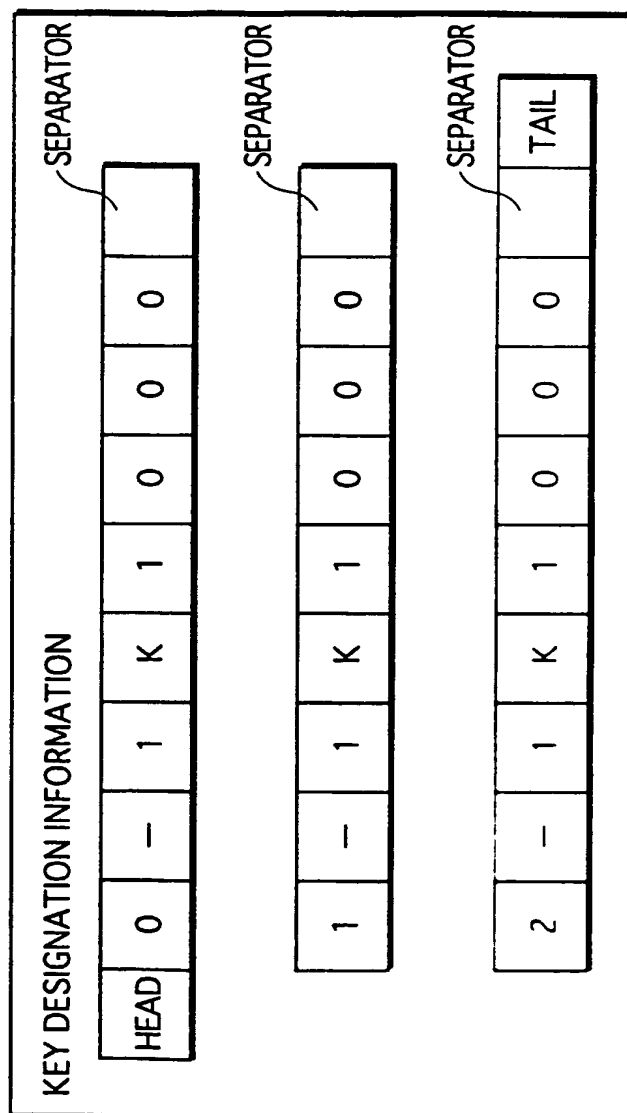 KEY DESIGNATION INFORMATION
SEPARATOR
HEAD 0 – 1 K 1 0 0 0
SEPARATOR
1 – 1 K 1 0 0 0
SEPARATOR
2 – 1 K 1 0 0 0 TAIL